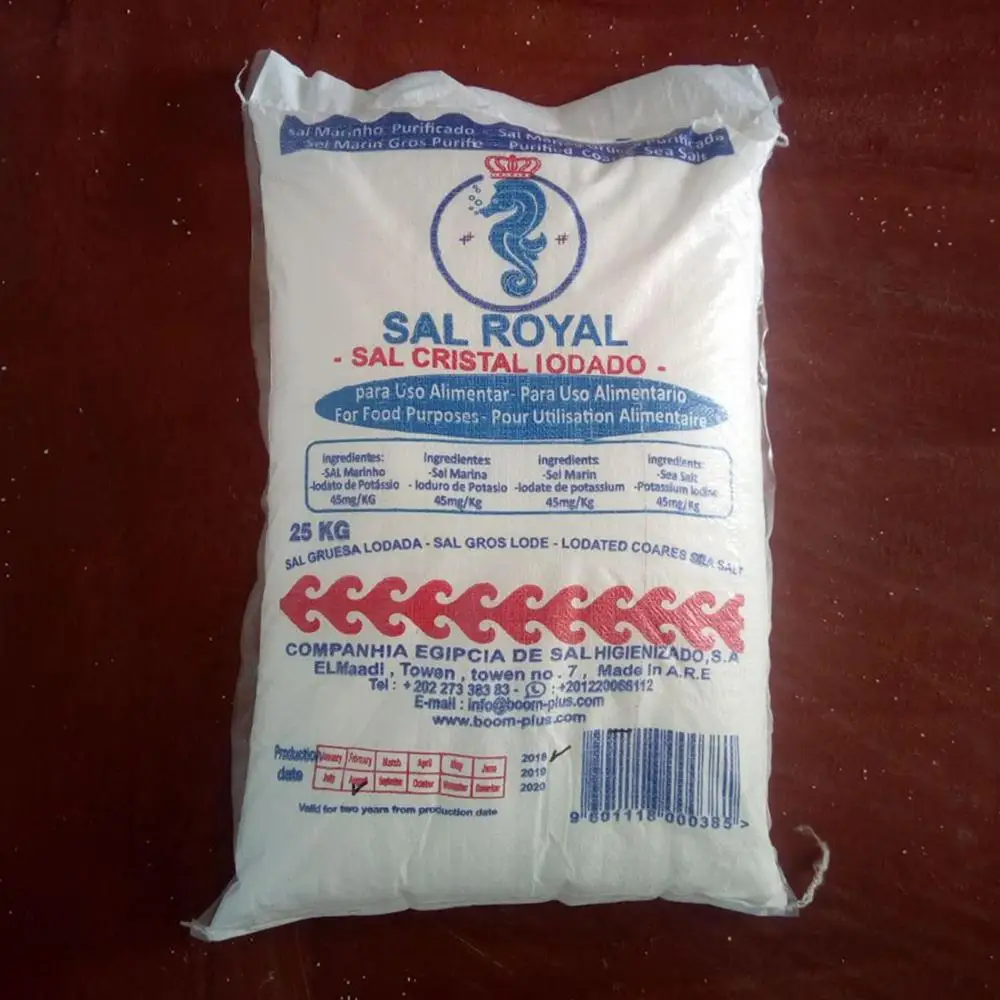 Sal Marinho Purificado - Sal Marina Gruesa Purificada
Sel Marin Gros Purifie - Purified Coarse Sea Salt
SAL ROYAL
- SAL CRISTAL IODADO -
para Uso Alimentar - Para Uso Alimentario
For Food Purposes - Pour Utilisation Alimentaire
Ingredientes: Ingredientes: Ingredients: Ingredients:
-SAL Marinho -Sal Marina -Sel Marin -Sea Salt
-Iodato de Potássio - Ioduro de Potasio -Iodate de potassium -Potassium Iodine
45mg/KG 45mg/Kg 45mg/Kg 45mg/Kg
25 KG
SAL GRUESA LODADA - SAL GROS LODE - LODATED COARES SEA SALT
COMPANHIA EGIPCIA DE SAL HIGIENIZADO, S.A
ELMaadi , Towen , towen no . 7 , Made in A.R.E
Tel : + 202 273 383 83 - : +201220066112
E-mail : info@boom-plus.com
www.boom-plus.com
Production date
January February March April May June
July August September October November December
2018
2019
2020
Valid for two years from production date
9 601118 000385 >